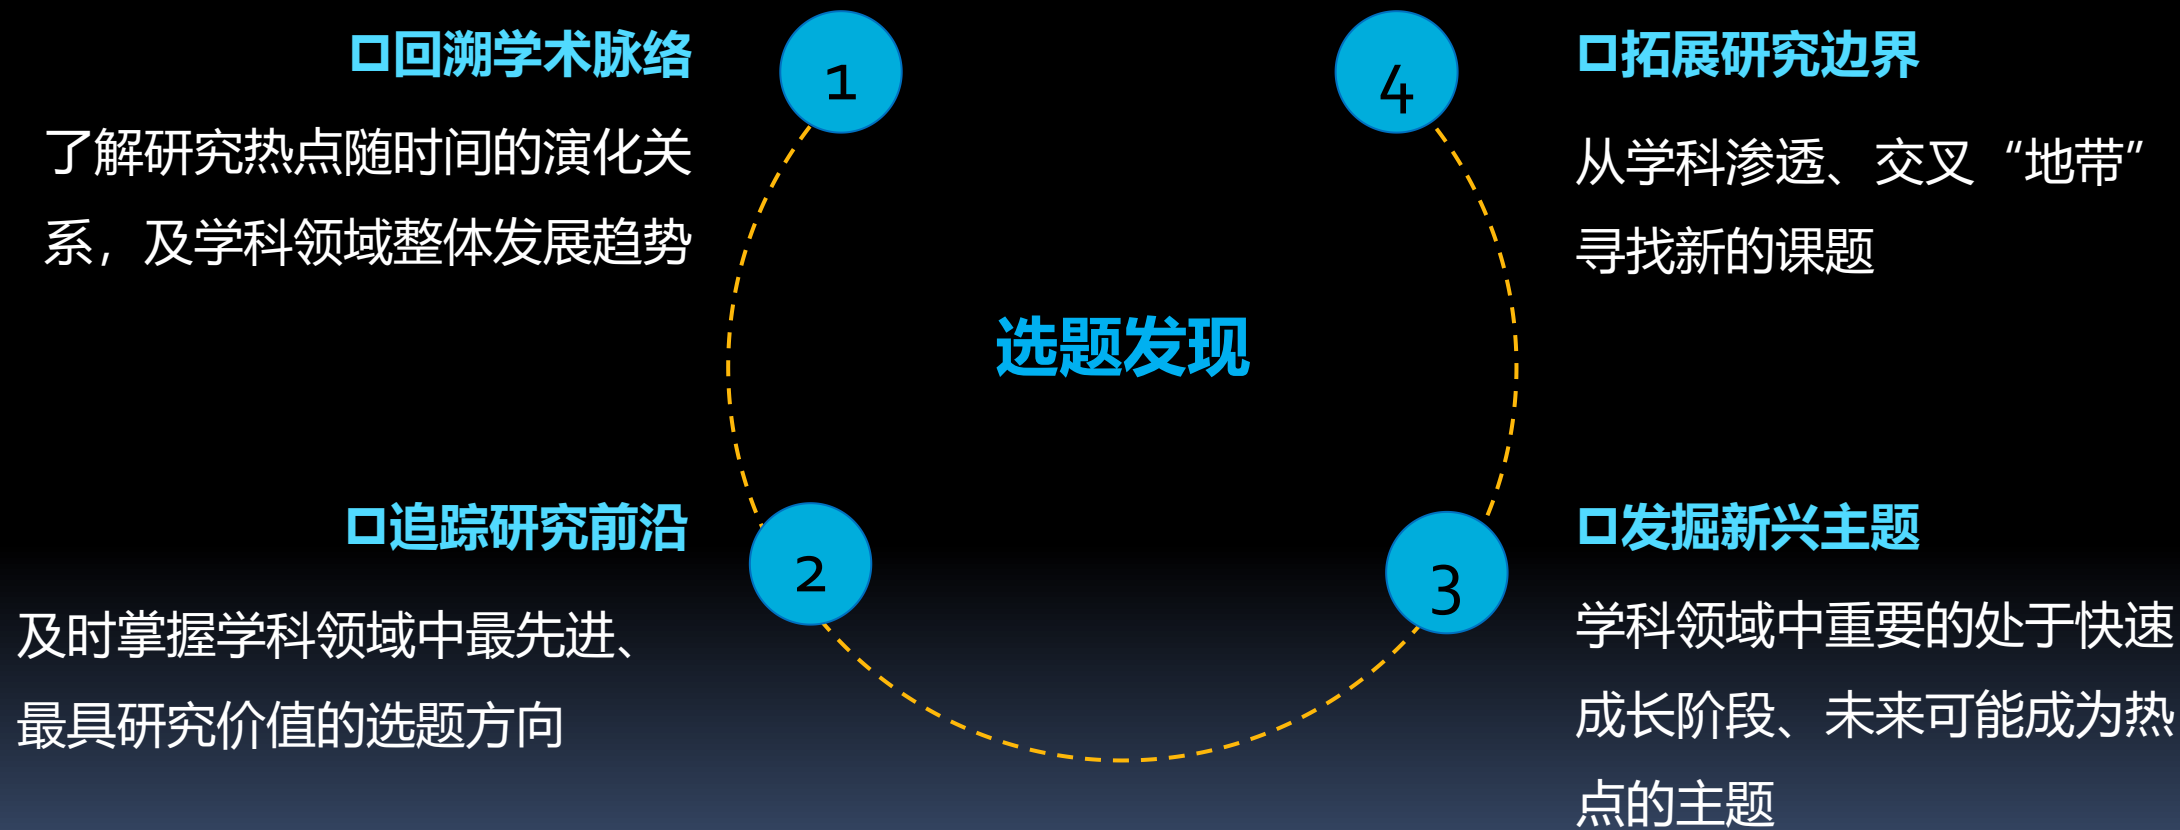 回溯学术脉络
1
了解研究热点随时间的演化关
系，及学科领域整体发展趋势
4
拓展研究边界
从学科渗透、交叉“地带”
寻找新的课题
选题发现
追踪研究前沿
2
及时掌握学科领域中最先进、
最具研究价值的选题方向
3
发掘新兴主题
学科领域中重要的处于快速
成长阶段、未来可能成为热
点的主题